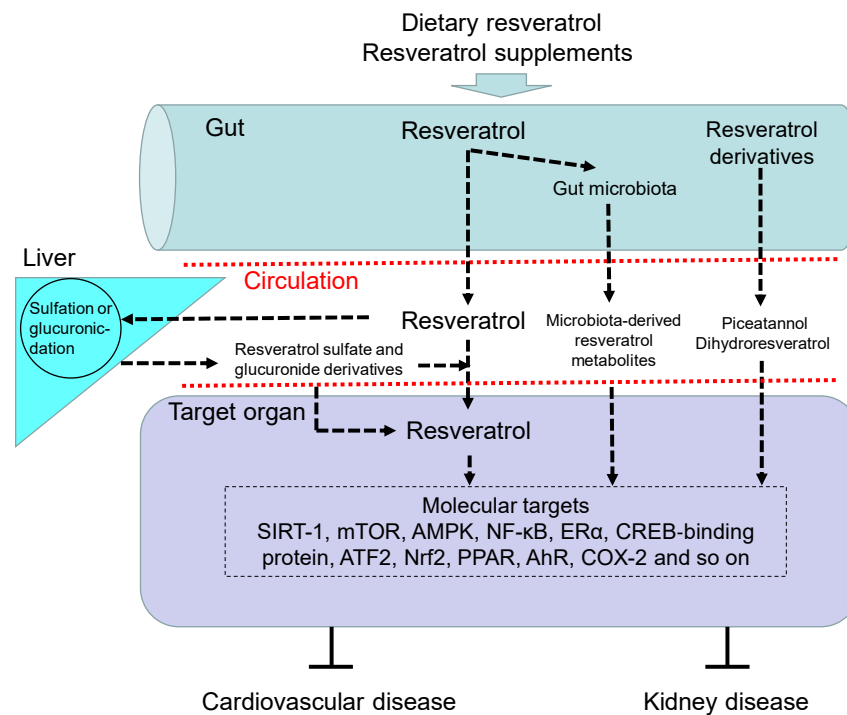 Dietary resveratrol
Resveratrol supplements
Gut
Resveratrol
Resveratrol
derivatives
Gut microbiota
Liver
Circulation
Sulfation or
glucuronic-
dation
Resveratrol
Microbiota-derived
resveratrol
metabolites
Piceatannol
Dihydroresveratrol
Resveratrol sulfate and
glucuronide derivatives
Target organ
Resveratrol
Molecular targets
SIRT-1, mTOR, AMPK, NF-κB, ERα, CREB-binding
protein, ATF2, Nrf2, PPAR, AhR, COX-2 and so on
Cardiovascular disease
Kidney disease